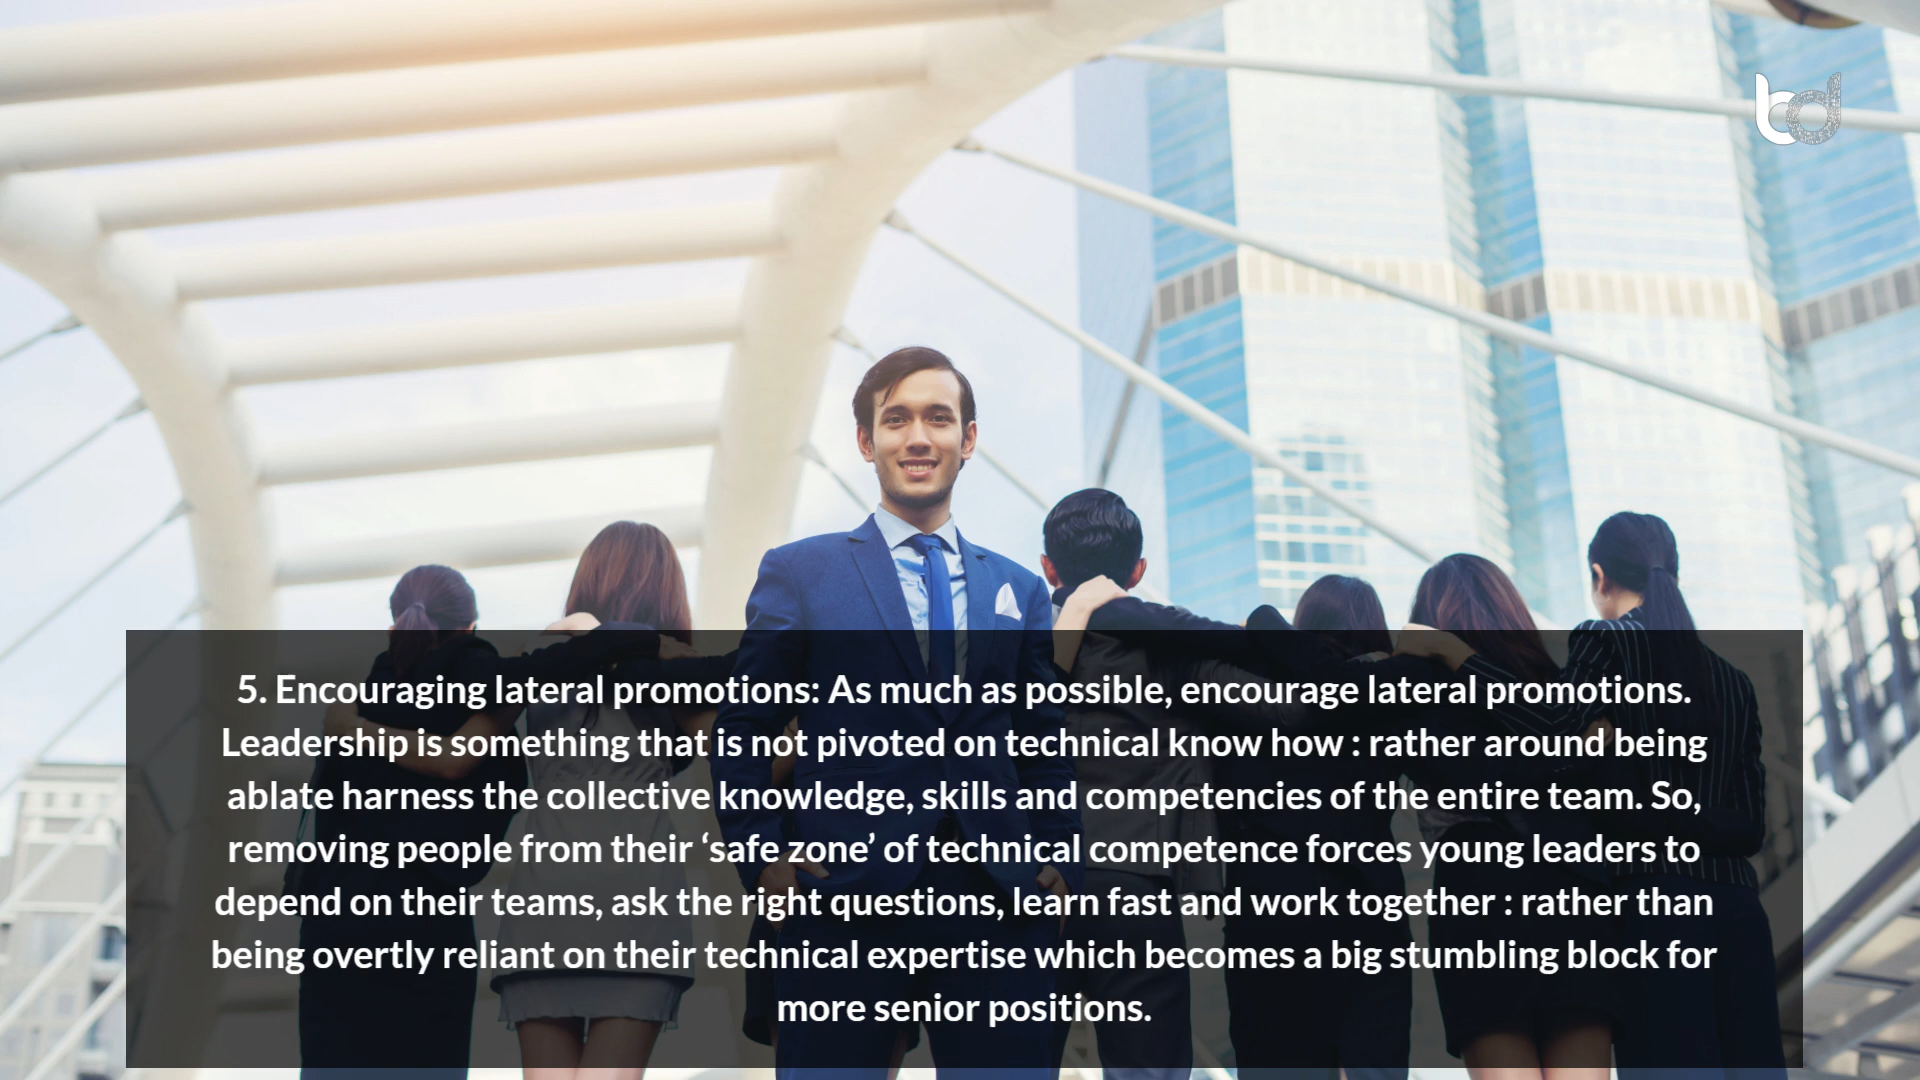 bd
5. Encouraging lateral promotions: As much as possible, encourage lateral promotions.
Leadership is something that is not pivoted on technical know how : rather around being
ablate harness the collective knowledge, skills and competencies of the entire team. So,
removing people from their ‘safe zone’ of technical competence forces young leaders to
depend on their teams, ask the right questions, learn fast and work together : rather than
being overtly reliant on their technical expertise which becomes a big stumbling block for
more senior positions.